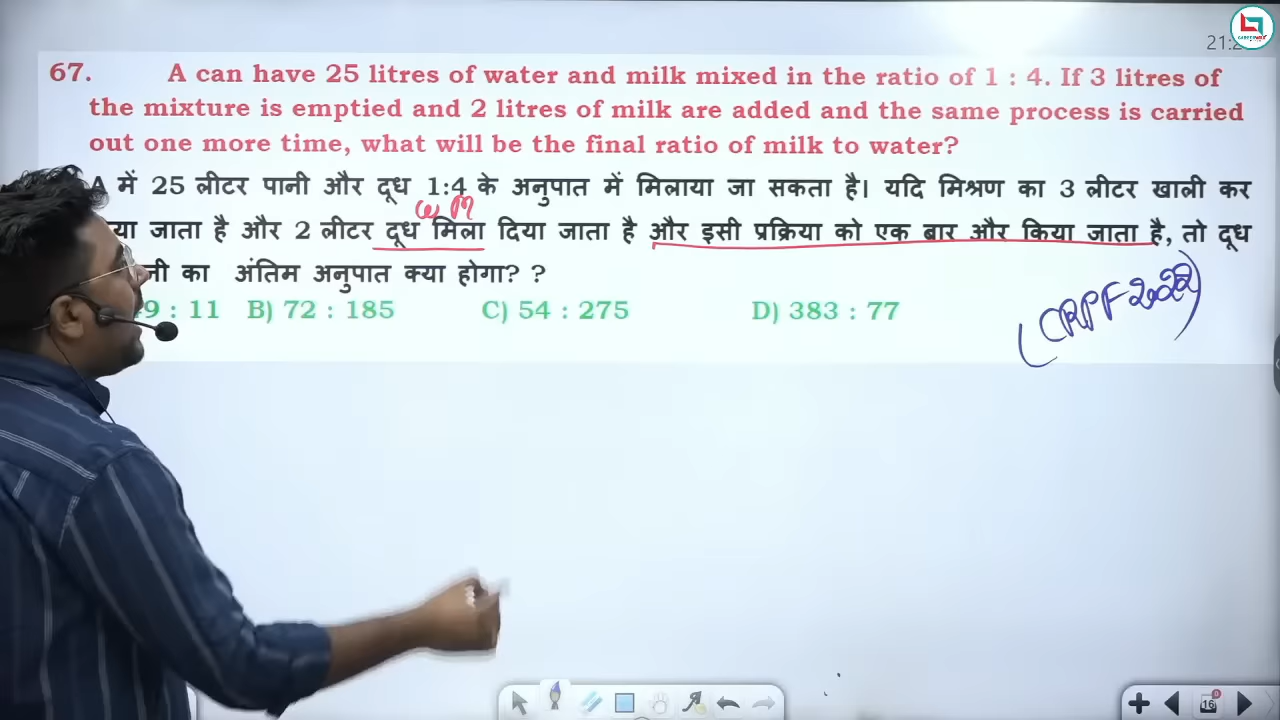 21:2
67. A can have 25 litres of water and milk mixed in the ratio of 1 : 4. If 3 litres of
the mixture is emptied and 2 litres of milk are added and the same process is carried
out one more time, what will be the final ratio of milk to water?
A में 25 लीटर पानी और दूध 1:4 के अनुपात में मिलाया जा सकता है। यदि मिश्रण का 3 लीटर खाली कर
W M
या जाता है और 2 लीटर दूध मिला दिया जाता है और इसी प्रक्रिया को एक बार और किया जाता है, तो दूध
नी का अंतिम अनुपात क्या होगा? ?
9 : 11 B) 72 : 185 C) 54 : 275 D) 383 : 77
(CRPF 2022)
16